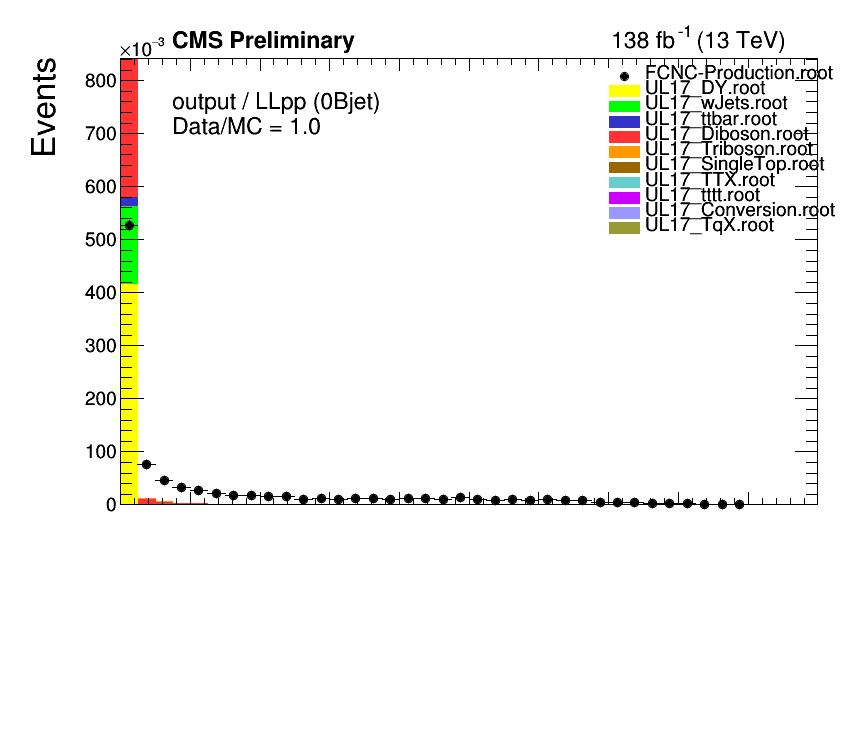 ×10⁻³ CMS Preliminary 138 fb⁻¹ (13 TeV)
Events
output / LLpp (0Bjet)
Data/MC = 1.0
FCNC-Production.root
UL17_DY.root
UL17_wJets.root
UL17_ttbar.root
UL17_Diboson.root
UL17_Triboson.root
UL17_SingleTop.root
UL17_TTX.root
UL17_tttt.root
UL17_Conversion.root
UL17_TqX.root
800
700
600
500
400
300
200
100
0